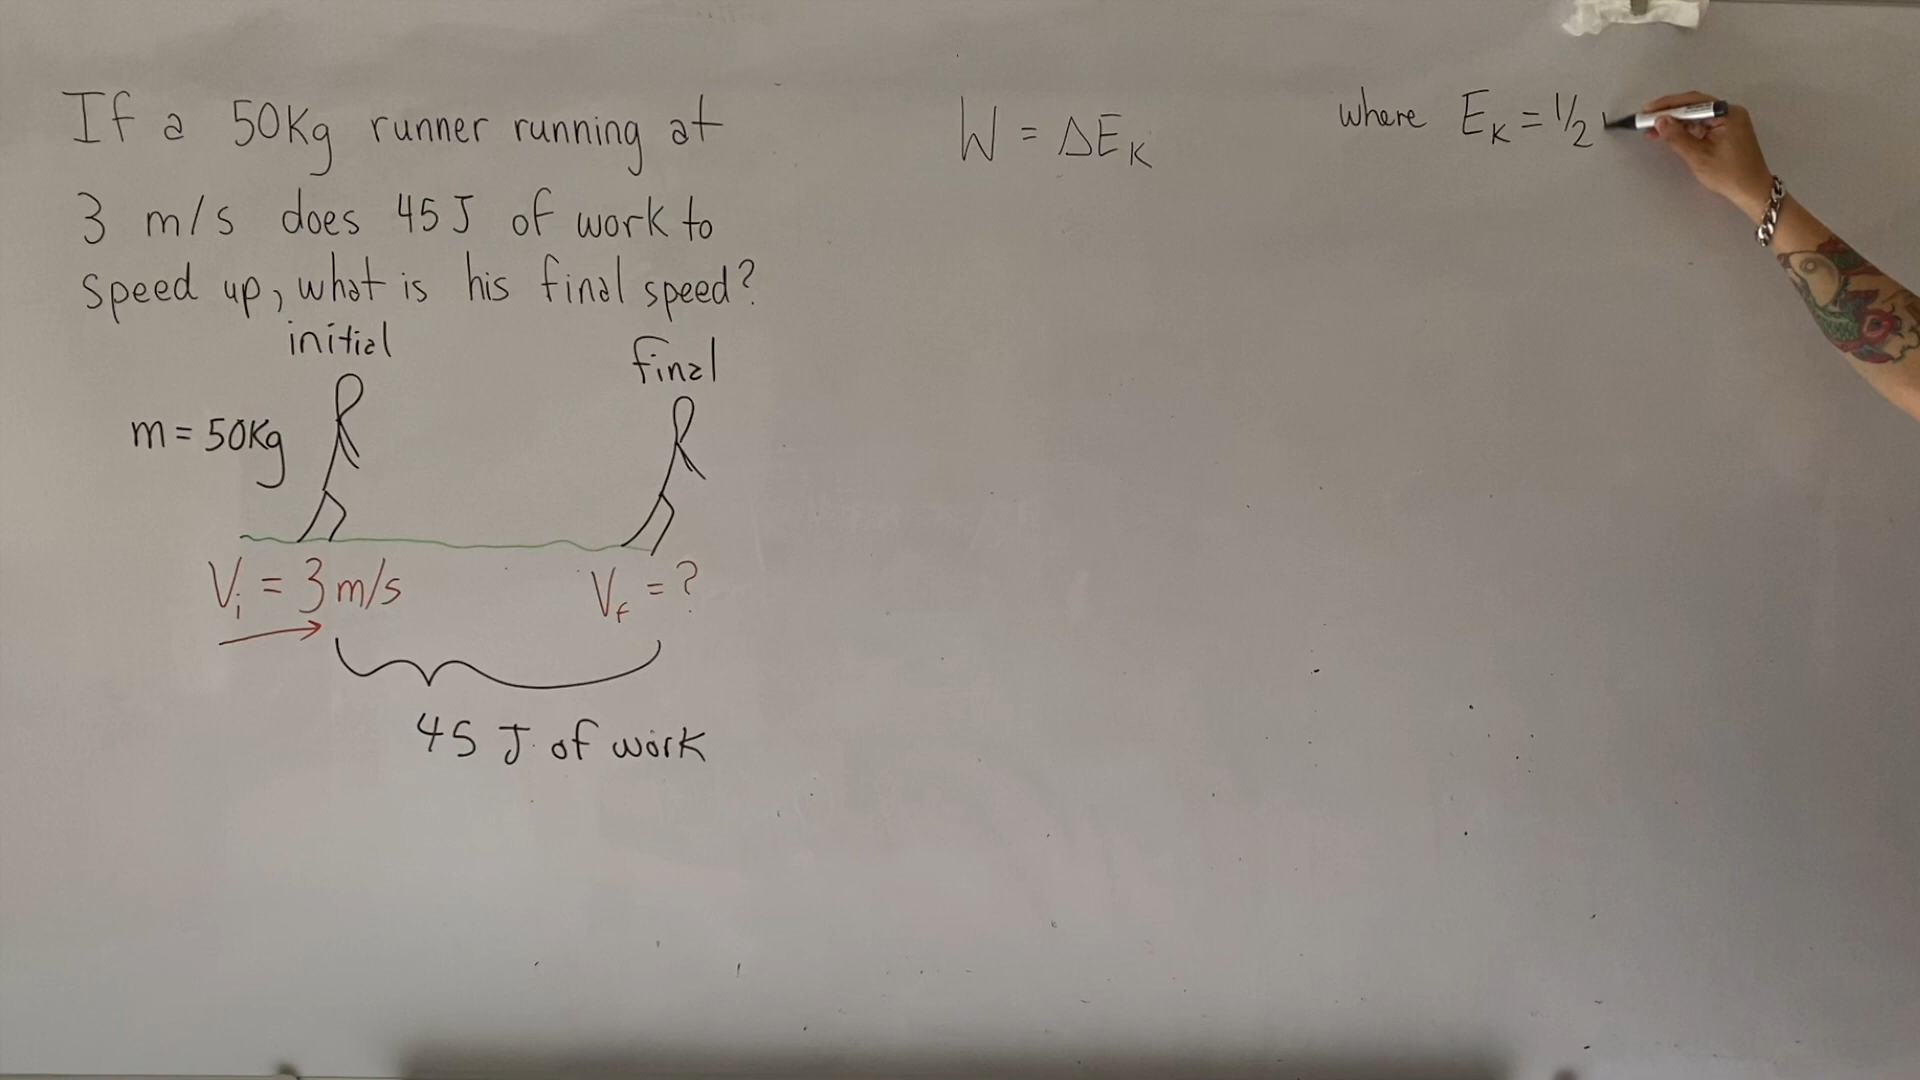 If a 50Kg runner running at
3 m/s does 45 J of work to
speed up, what is his final speed?
initial
final
m = 50Kg
Vi = 3 m/s
Vf = ?
45 J of work
W = ΔEK
where EK = 1/2